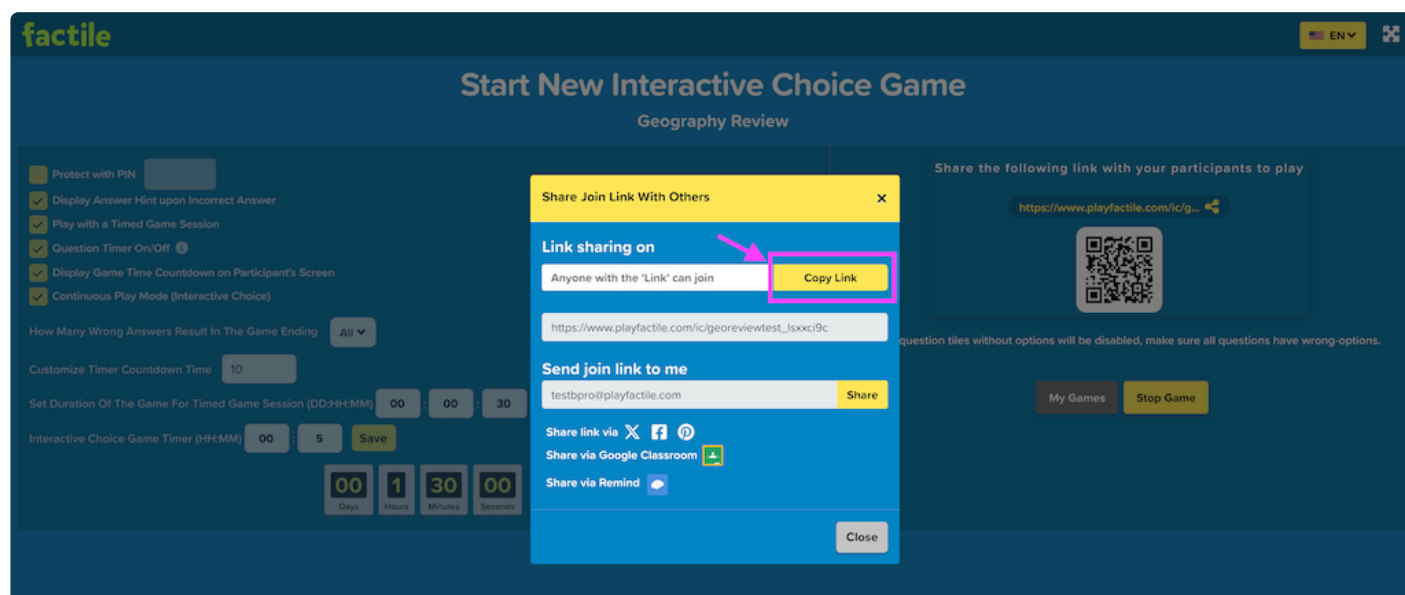 factile
EN
Start New Interactive Choice Game
Geography Review
Protect with PIN
Display Answer Hint upon Incorrect Answer
Play with a Timed Game Session
Question Timer On/Off
Display Game Time Countdown on Participant's Screen
Continuous Play Mode (Interactive Choice)
How Many Wrong Answers Result In The Game Ending All
Customize Timer Countdown Time 10
Set Duration Of The Game For Timed Game Session (DD:HH:MM) 00 : 00 : 30
Interactive Choice Game Timer (HH:MM) 00 : 5 Save
00 1 30 00
Days Hours Minutes Seconds
Share Join Link With Others ×
Link sharing on
Anyone with the 'Link' can join Copy Link
https://www.playfactile.com/ic/georeviewtest_lsxxci9c
Send join link to me
testbpro@playfactile.com Share
Share link via
Share via Google Classroom
Share via Remind
Close
Share the following link with your participants to play
https://www.playfactile.com/ic/g...
question tiles without options will be disabled, make sure all questions have wrong-options.
My Games Stop Game